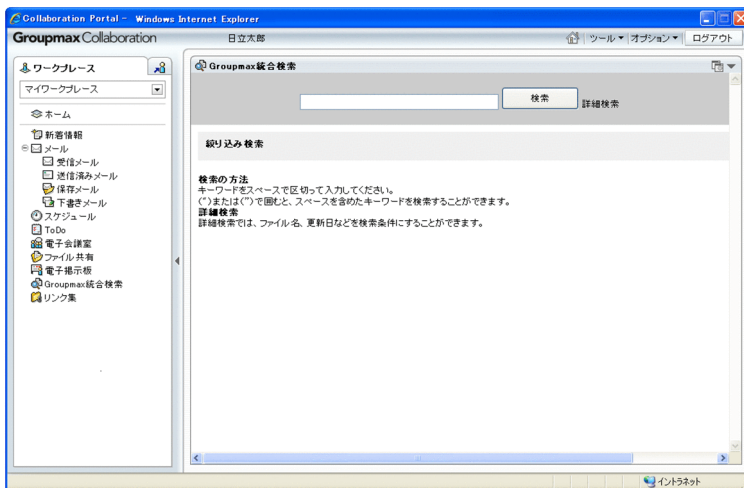 Collaboration Portal - Windows Internet Explorer
Groupmax Collaboration 日立太郎 ツール オプション ログアウト
ワークプレース
マイワークプレース
ホーム
新着情報
メール
受信メール
送信済みメール
保存メール
下書きメール
スケジュール
ToDo
電子会議室
ファイル共有
電子掲示板
Groupmax統合検索
リンク集
Groupmax統合検索
検索 詳細検索
絞り込み検索
検索の方法
キーワードをスペースで区切って入力してください。
(")または(")で囲むと、スペースを含めたキーワードを検索することができます。
詳細検索
詳細検索では、ファイル名、更新日などを検索条件にすることができます。
イントラネット